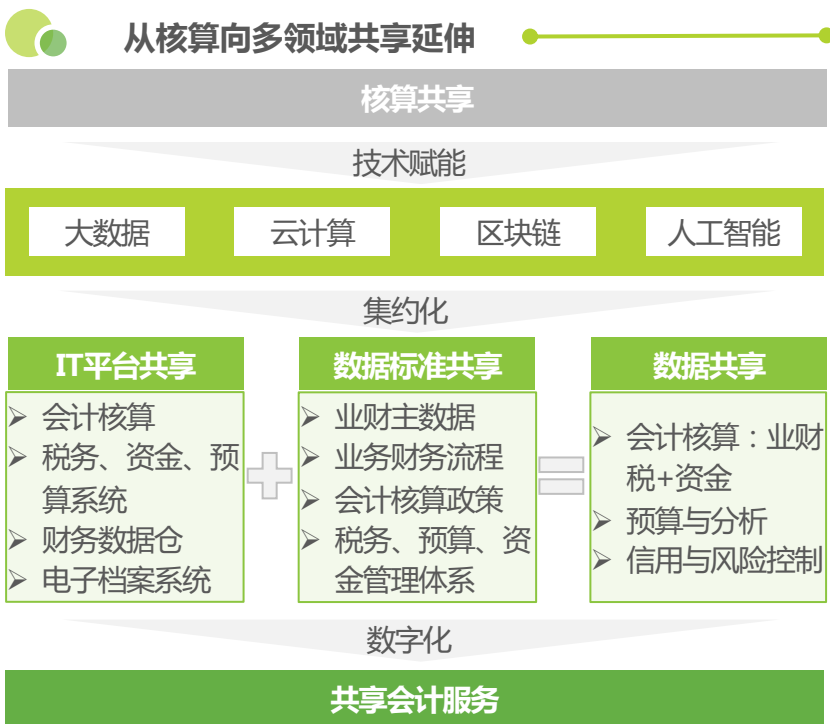 从核算向多领域共享延伸
核算共享
技术赋能
大数据
云计算
区块链
人工智能
集约化
IT平台共享
➢ 会计核算
➢ 税务、资金、预
算系统
➢ 财务数据仓
➢ 电子档案系统
数据标准共享
➢ 业财主数据
➢ 业务财务流程
➢ 会计核算政策
➢ 税务、预算、资
金管理体系
数据共享
➢ 会计核算：业财
税+资金
➢ 预算与分析
➢ 信用与风险控制
数字化
共享会计服务